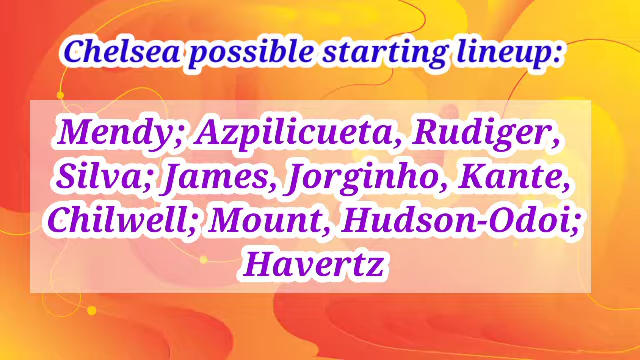 Chelsea possible starting lineup:
Mendy; Azpilicueta, Rudiger,
Silva; James, Jorginho, Kante,
Chilwell; Mount, Hudson-Odoi;
Havertz